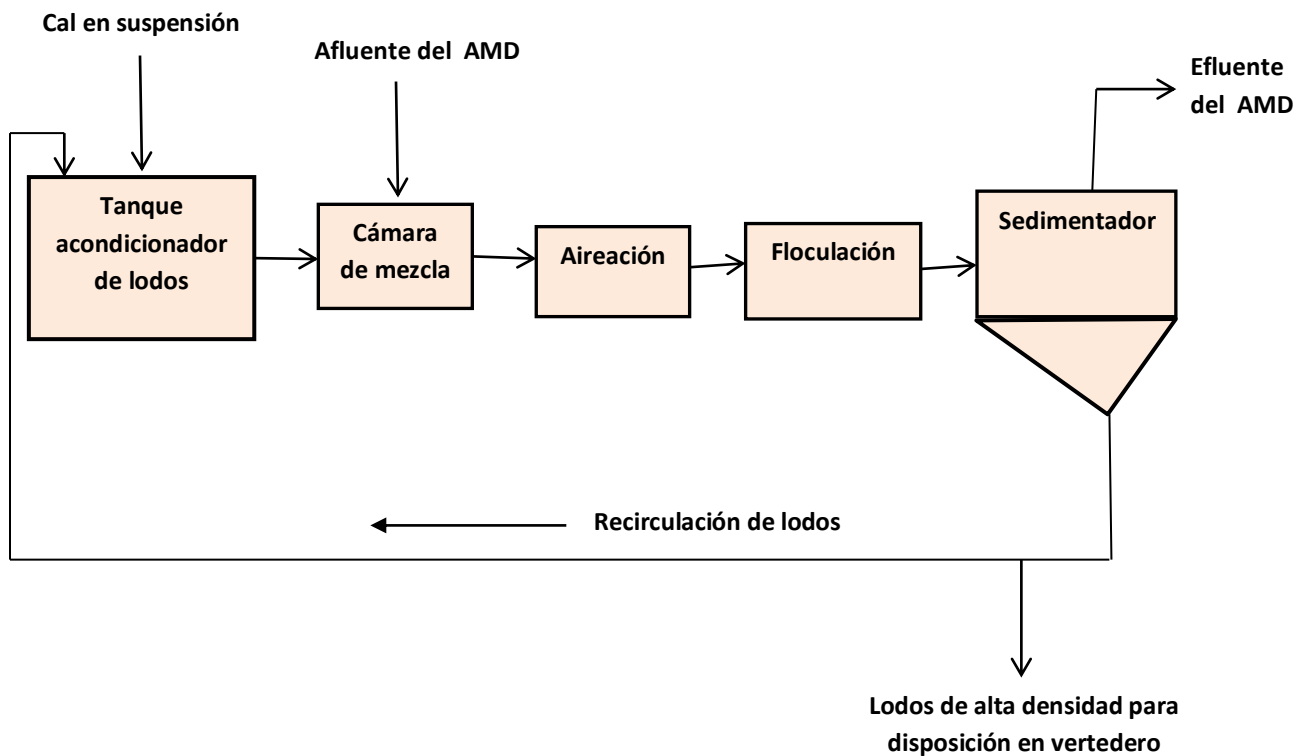 Cal en suspensión
Afluente del AMD
Efluente
del AMD
Tanque
acondicionador
de lodos
Cámara
de mezcla
Aireación
Floculación
Sedimentador
Recirculación de lodos
Lodos de alta densidad para
disposición en vertedero